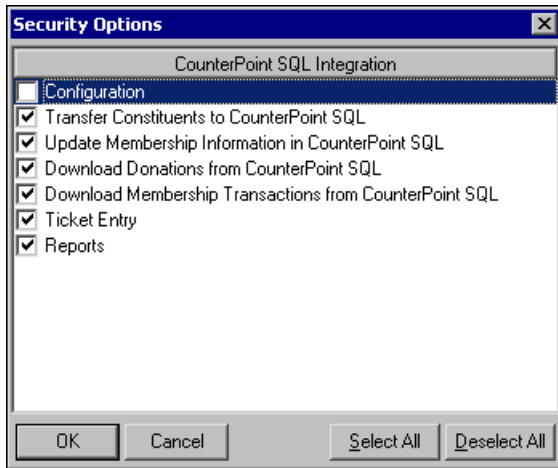 Security Options
CounterPoint SQL Integration
Configuration
Transfer Constituents to CounterPoint SQL
Update Membership Information in CounterPoint SQL
Download Donations from CounterPoint SQL
Download Membership Transactions from CounterPoint SQL
Ticket Entry
Reports
OK Cancel Select All Deselect All